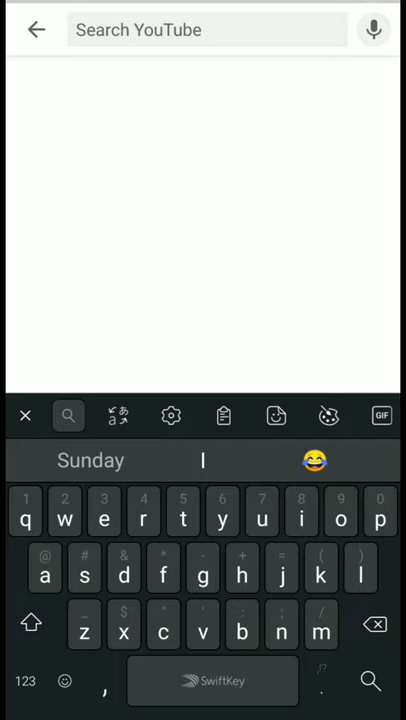 Search YouTube
GIF
Sunday I 😂
1 2 3 4 5 6 7 8 9 0
q w e r t y u i o p
@ # & * - + = ( )
a s d f g h j k l
_ $ " ' : ; /
z x c v b n m
123 , SwiftKey ,!? .